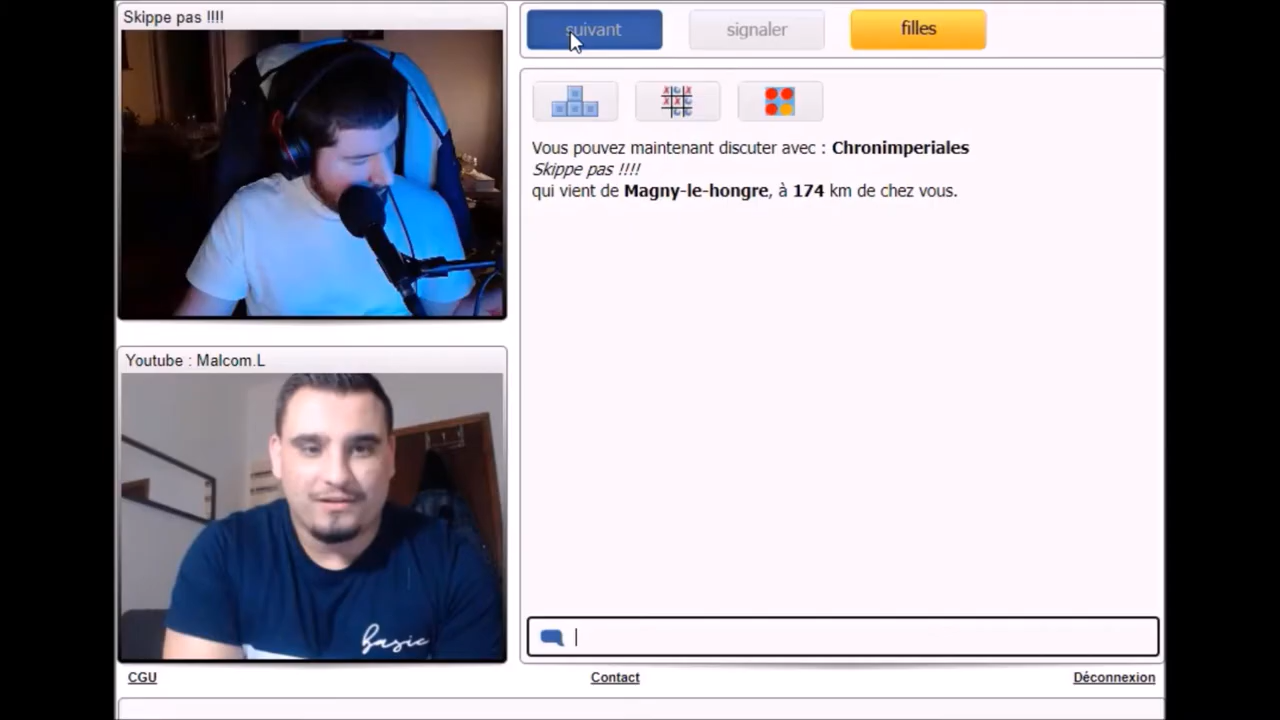 Skippe pas !!!!
suivant
signaler
filles
Vous pouvez maintenant discuter avec : Chronimperiales
Skippe pas !!!!
qui vient de Magny-le-hongre, à 174 km de chez vous.
Youtube : Malcom.L
basic
CGU
Contact
Déconnexion